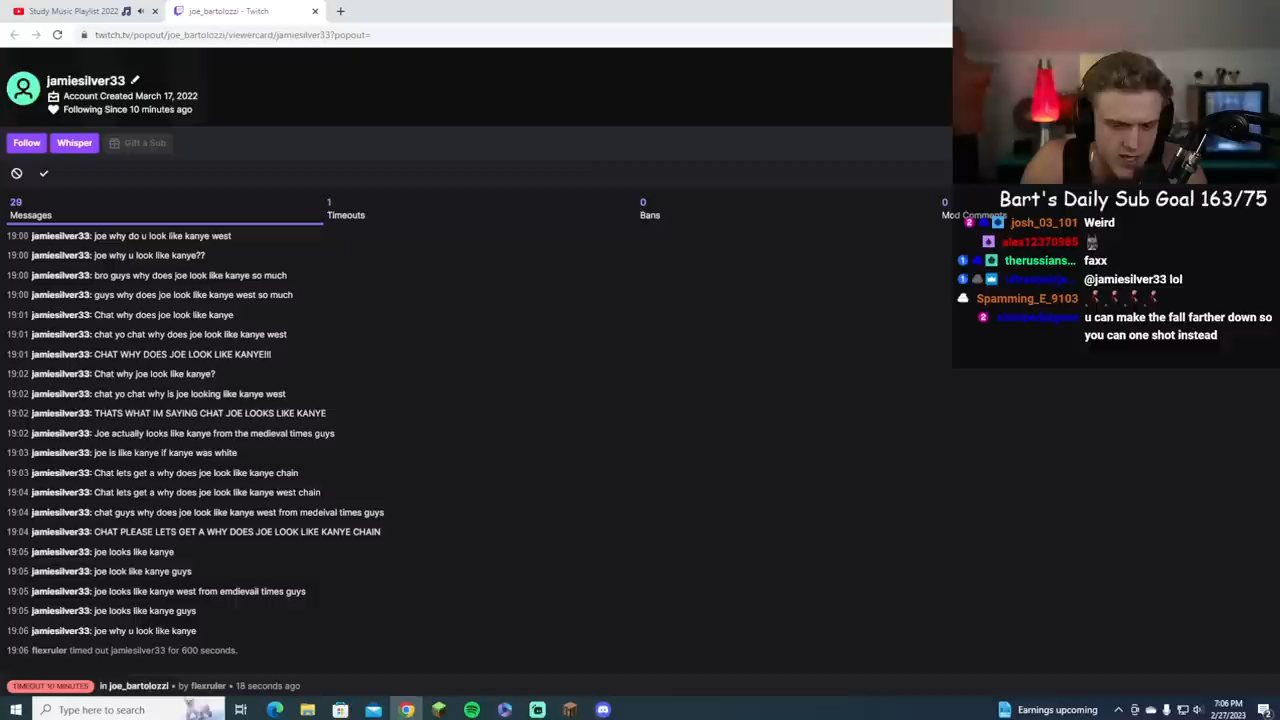 Study Music Playlist 2022
joe_bartolozzi - Twitch
twitch.tv/popout/joe_bartolozzi/viewercard/jamiesilver33?popout=
jamiesilver33
Account Created March 17, 2022
Following Since 10 minutes ago
Follow
Whisper
Gift a Sub
29
Messages
1
Timeouts
0
Bans
0
Mod Comments
19:00 jamiesilver33: joe why do u look like kanye west
19:00 jamiesilver33: joe why u look like kanye??
19:00 jamiesilver33: bro guys why does joe look like kanye so much
19:00 jamiesilver33: guys why does joe look like kanye west so much
19:01 jamiesilver33: Chat why does joe look like kanye
19:01 jamiesilver33: chat yo chat why does joe look like kanye west
19:01 jamiesilver33: CHAT WHY DOES JOE LOOK LIKE KANYE!!!
19:02 jamiesilver33: Chat why joe look like kanye?
19:02 jamiesilver33: chat yo chat why is joe looking like kanye west
19:02 jamiesilver33: THATS WHAT IM SAYING CHAT JOE LOOKS LIKE KANYE
19:02 jamiesilver33: Joe actually looks like kanye from the medieval times guys
19:03 jamiesilver33: joe is like kanye if kanye was white
19:03 jamiesilver33: Chat lets get a why does joe look like kanye chain
19:04 jamiesilver33: Chat lets get a why does joe look like kanye west chain
19:04 jamiesilver33: chat guys why does joe look like kanye west from medeival times guys
19:04 jamiesilver33: CHAT PLEASE LETS GET A WHY DOES JOE LOOK LIKE KANYE CHAIN
19:05 jamiesilver33: joe looks like kanye
19:05 jamiesilver33: joe look like kanye guys
19:05 jamiesilver33: joe looks like kanye west from emdievail times guys
19:05 jamiesilver33: joe looks like kanye guys
19:06 jamiesilver33: joe why u look like kanye
19:06 flexruler timed out jamiesilver33 for 600 seconds.
TIMEOUT 10 MINUTES in joe_bartolozzi • by flexruler • 18 seconds ago
Bart's Daily Sub Goal 163/75
2 josh_03_101 Weird
alex12370985
1 therussians... faxx
1 @jamiesilver33 lol
Spamming_E_9103
2 u can make the fall farther down so
you can one shot instead
Type here to search
Earnings upcoming
7:06 PM
2/27/2023